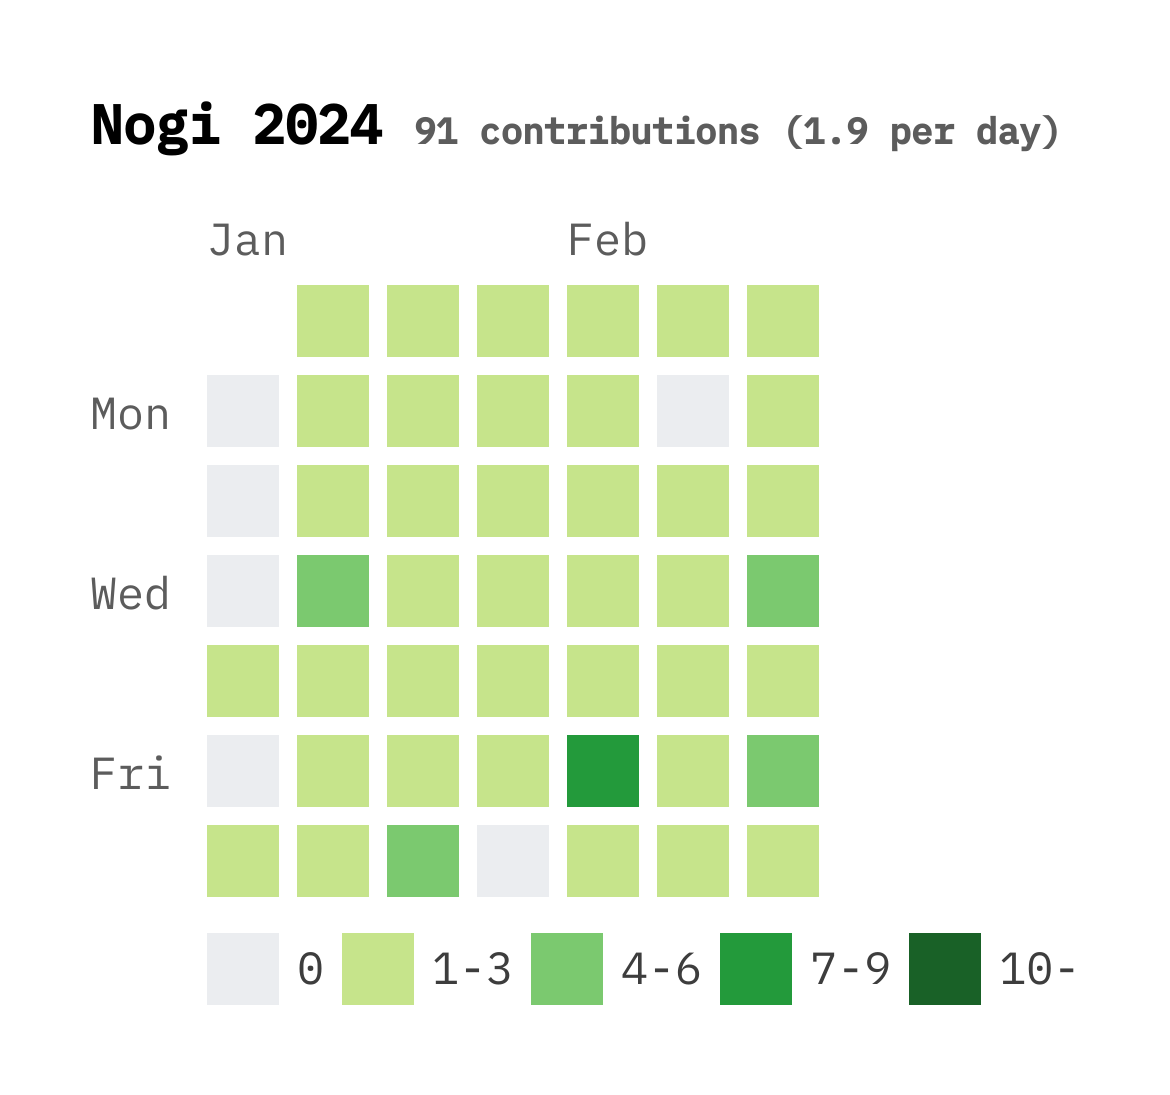 Nogi 2024 91 contributions (1.9 per day)
Jan Feb
Mon
Wed
Fri
0 1-3 4-6 7-9 10-